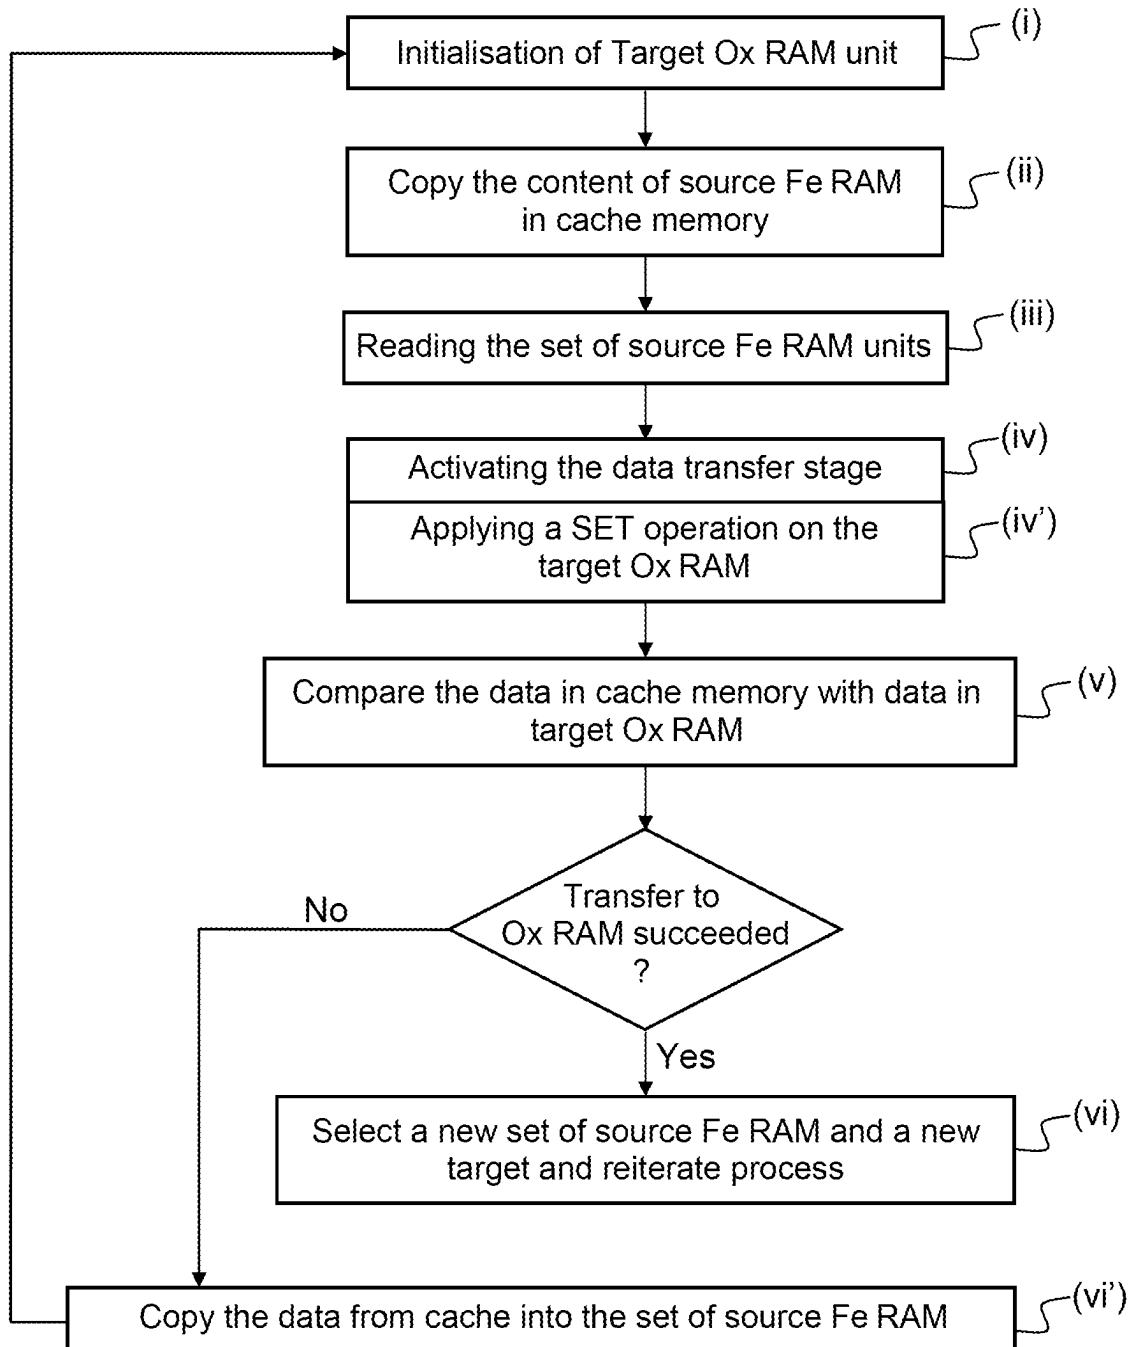 Initialisation of Target Ox RAM unit
(i)
Copy the content of source Fe RAM
in cache memory
(ii)
Reading the set of source Fe RAM units
(iii)
Activating the data transfer stage
(iv)
Applying a SET operation on the
target Ox RAM
(iv')
Compare the data in cache memory with data in
target Ox RAM
(v)
Transfer to
Ox RAM succeeded
?
No
Yes
Select a new set of source Fe RAM and a new
target and reiterate process
(vi)
Copy the data from cache into the set of source Fe RAM
(vi')